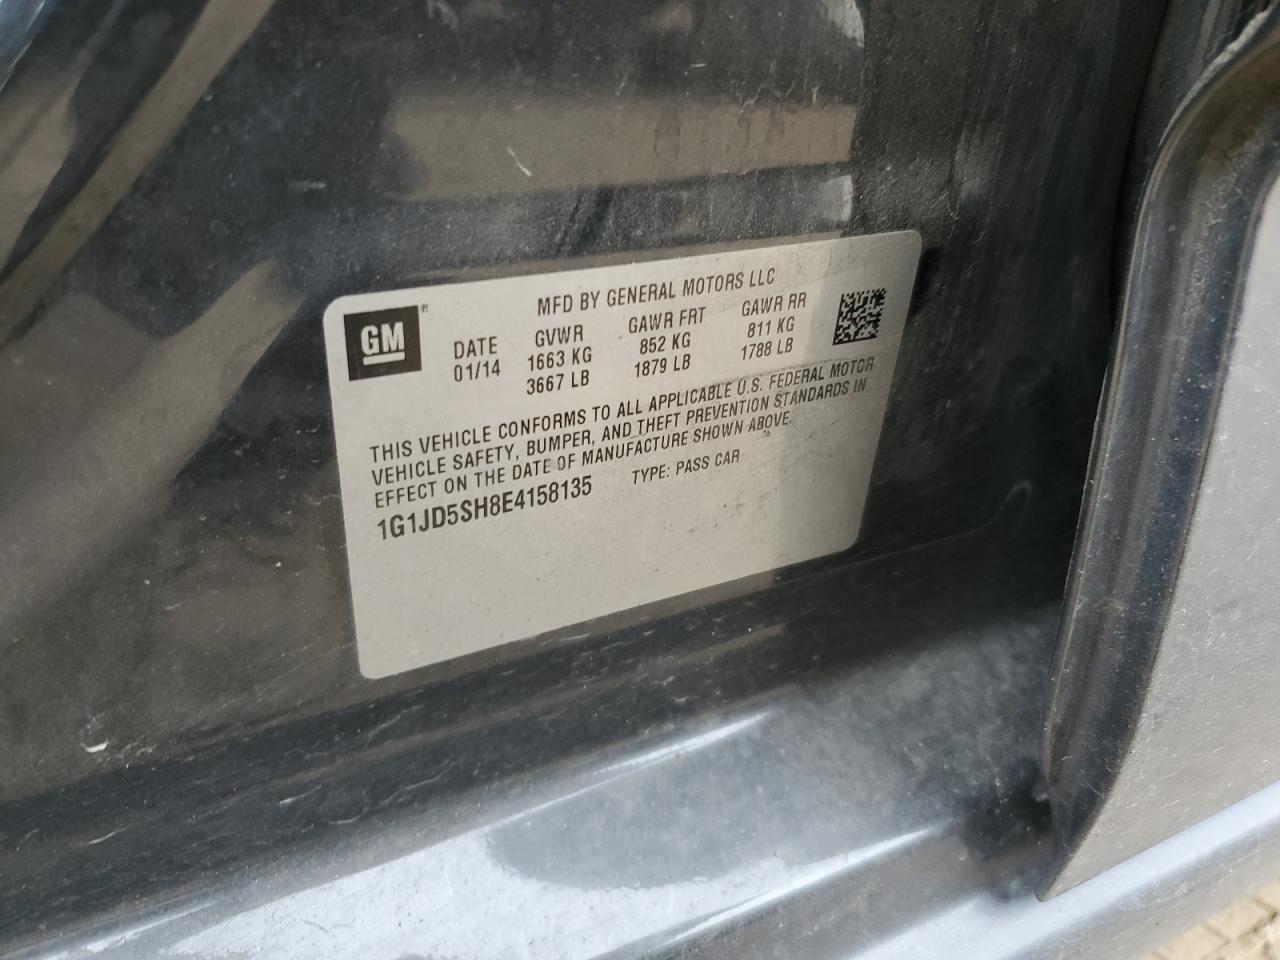 GM ®
MFD BY GENERAL MOTORS LLC
DATE GVWR GAWR FRT GAWR RR
01/14 1663 KG 852 KG 811 KG
3667 LB 1879 LB 1788 LB
THIS VEHICLE CONFORMS TO ALL APPLICABLE U.S. FEDERAL MOTOR
VEHICLE SAFETY, BUMPER, AND THEFT PREVENTION STANDARDS IN
EFFECT ON THE DATE OF MANUFACTURE SHOWN ABOVE.
1G1JD5SH8E4158135 TYPE: PASS CAR